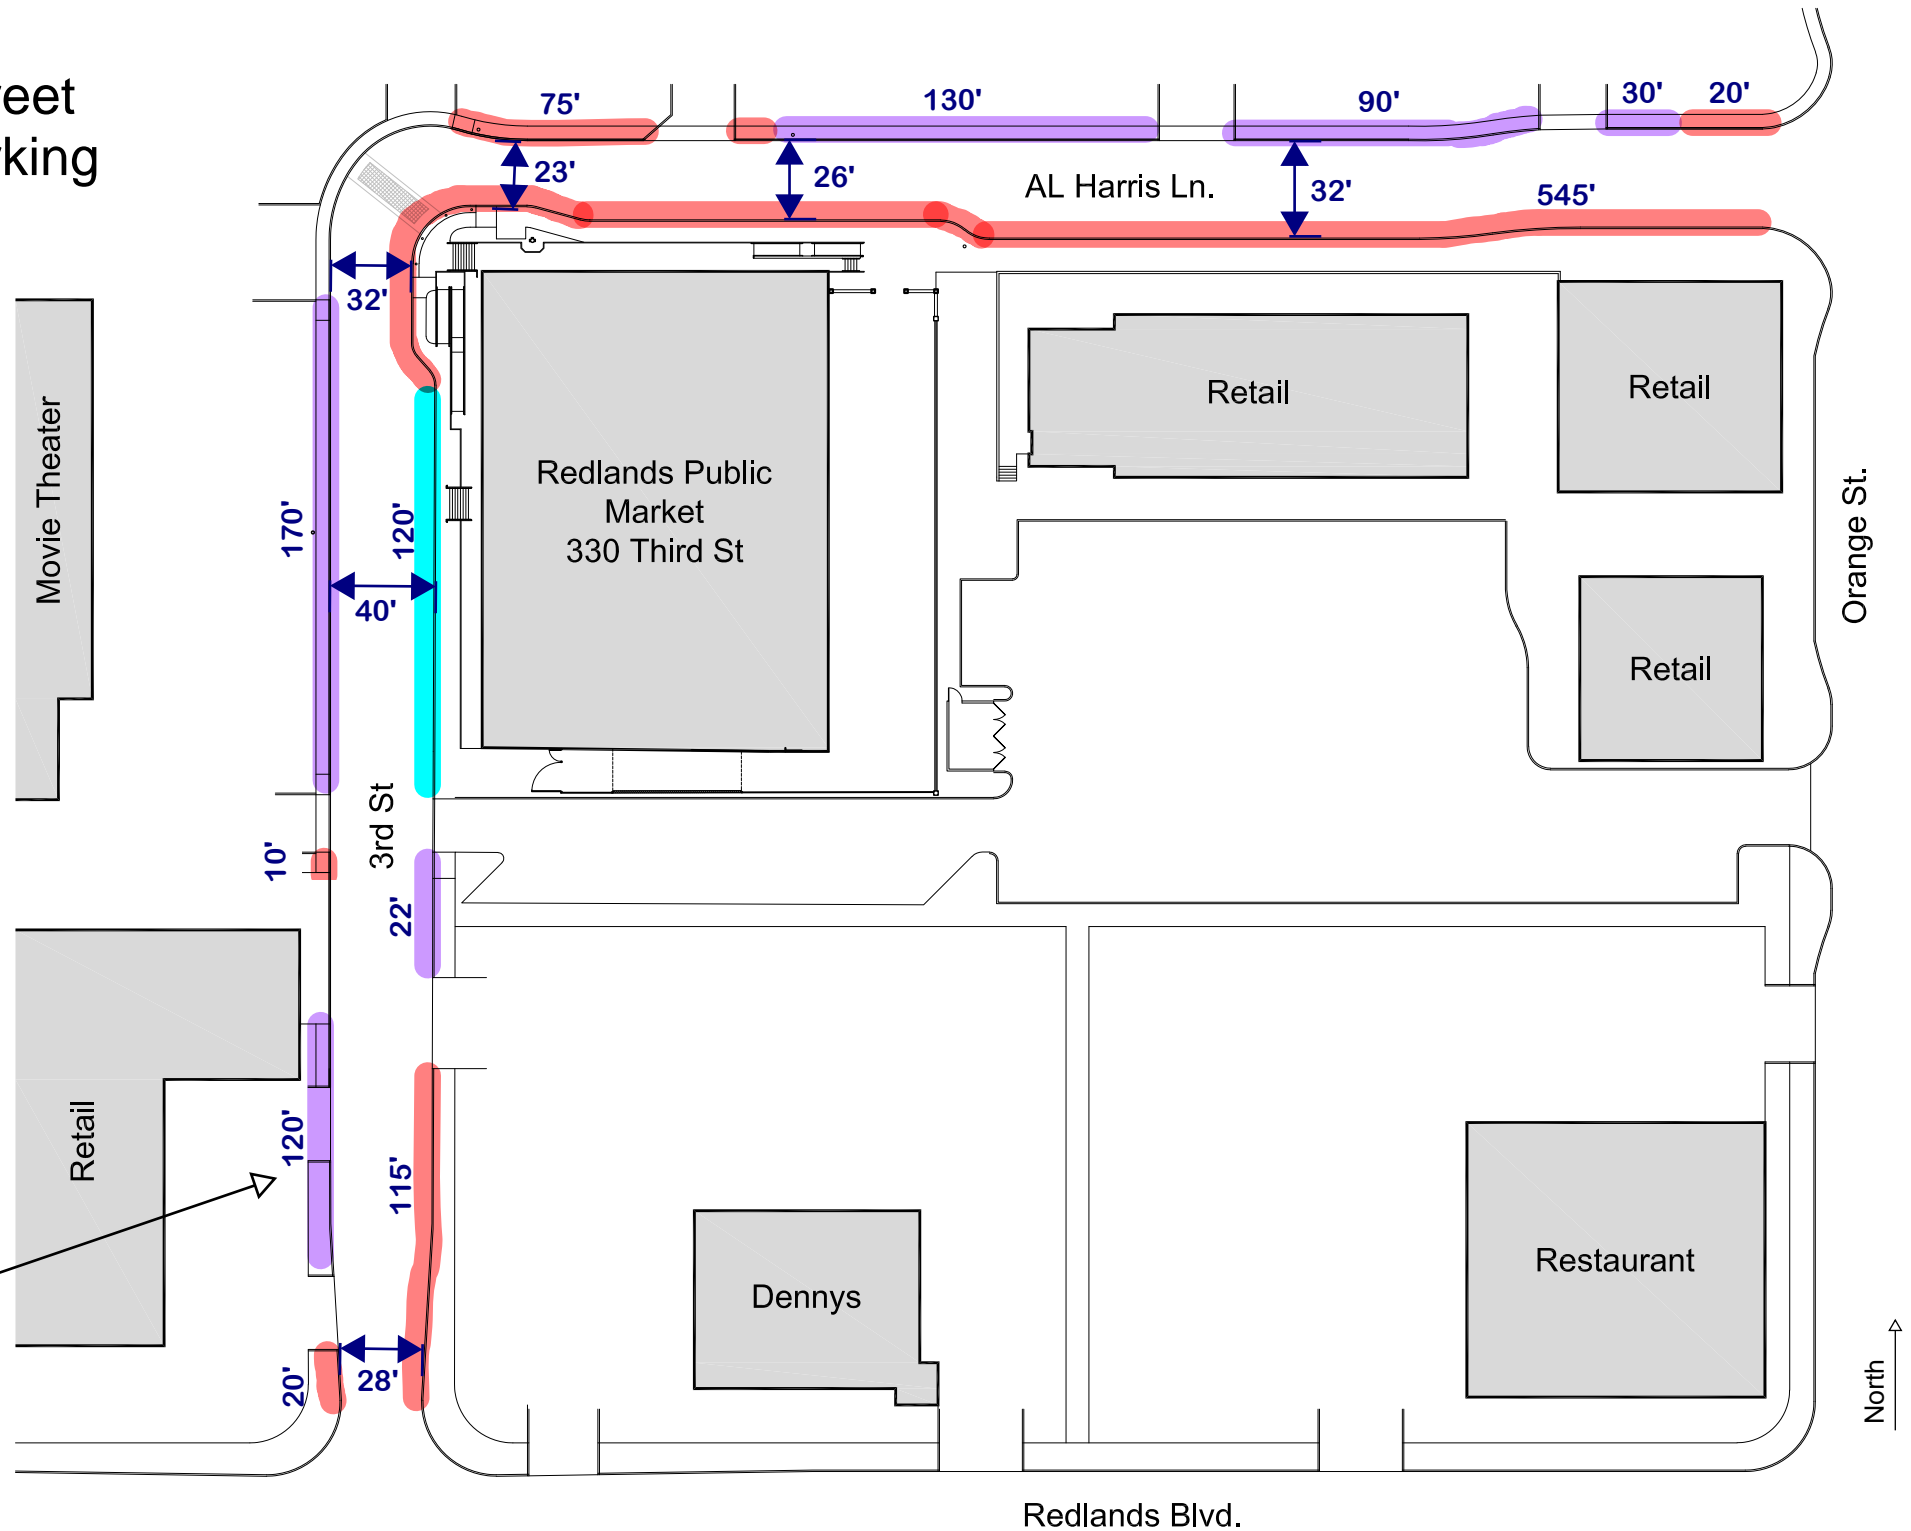 75'
130'
90'
30'
20'
23'
26'
AL Harris Ln.
32'
545'
32'
Movie Theater
170'
120'
40'
Redlands Public
Market
330 Third St
Retail
Retail
Retail
Orange St.
3rd St
10'
22'
Retail
120'
115'
20'
28'
Dennys
Restaurant
North
Redlands Blvd.